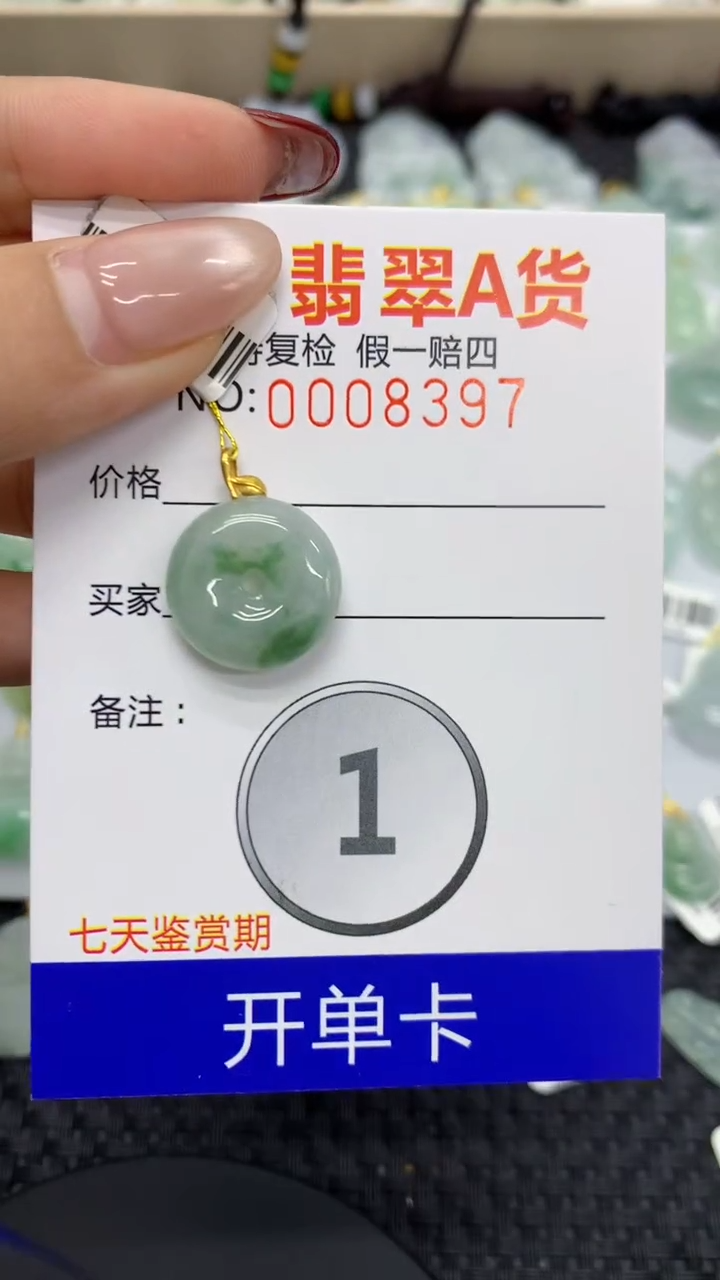 翡翠A货
复检 假一赔四
NO:0008397
价格
买家
备注：
1
七天鉴赏期
开单卡